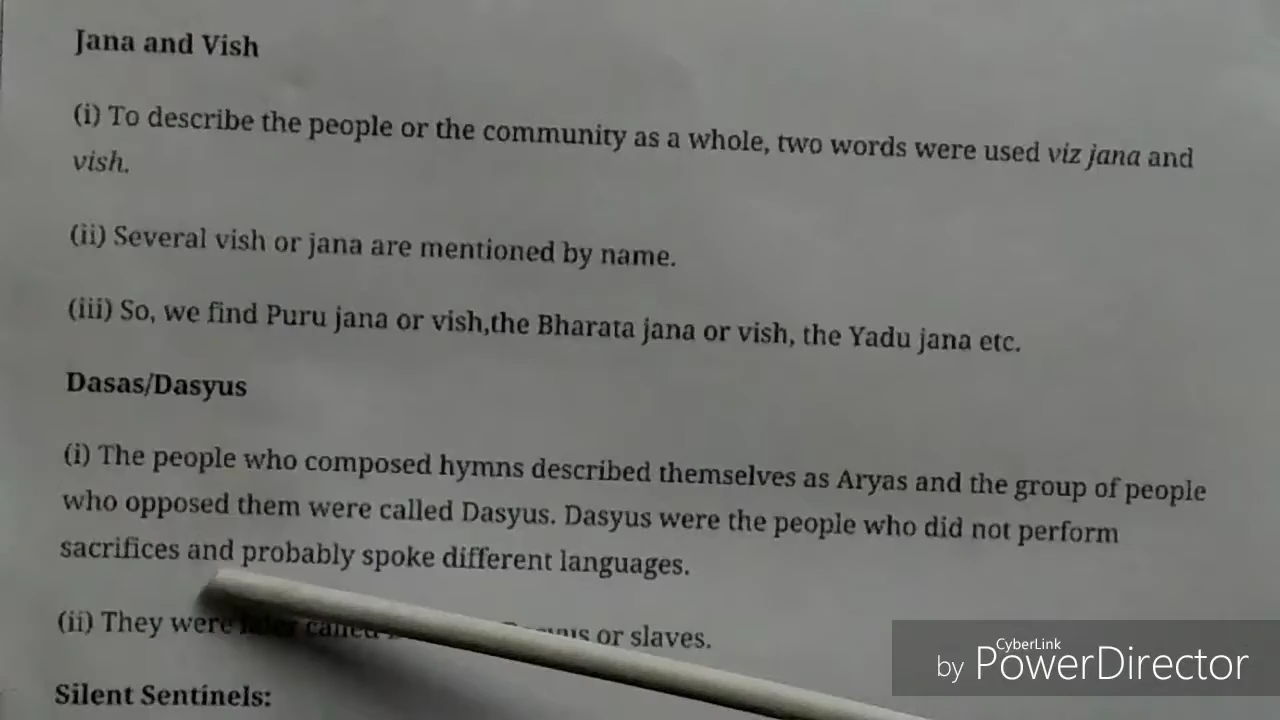 Jana and Vish
(i) To describe the people or the community as a whole, two words were used viz jana and
vish.
(ii) Several vish or jana are mentioned by name.
(iii) So, we find Puru jana or vish,the Bharata jana or vish, the Yadu jana etc.
Dasas/Dasyus
(i) The people who composed hymns described themselves as Aryas and the group of people
who opposed them were called Dasyus. Dasyus were the people who did not perform
sacrifices and probably spoke different languages.
(ii) They were later called or slaves.
Silent Sentinels:
by CyberLink PowerDirector